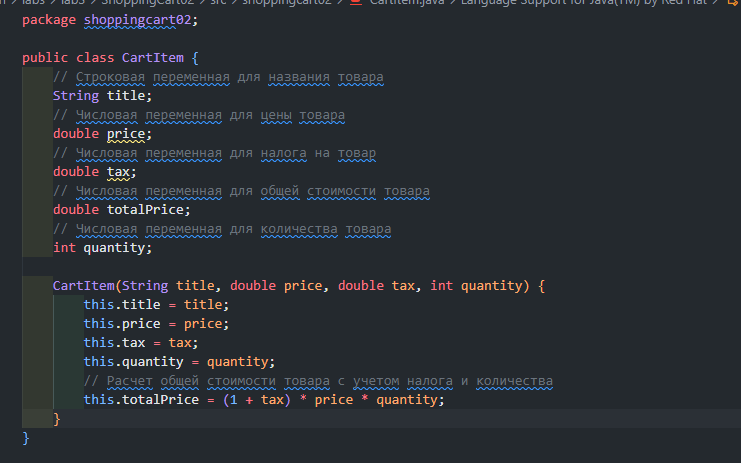 labs > lab3 > ShoppingCart02 > src > shoppingcart02 > CartItem.java > Language Support for Java(TM) by Red Hat >
package shoppingcart02;
public class CartItem {
// Строковая переменная для названия товара
String title;
// Числовая переменная для цены товара
double price;
// Числовая переменная для налога на товар
double tax;
// Числовая переменная для общей стоимости товара
double totalPrice;
// Числовая переменная для количества товара
int quantity;
CartItem(String title, double price, double tax, int quantity) {
this.title = title;
this.price = price;
this.tax = tax;
this.quantity = quantity;
// Расчет общей стоимости товара с учетом налога и количества
this.totalPrice = (1 + tax) * price * quantity;
}
}